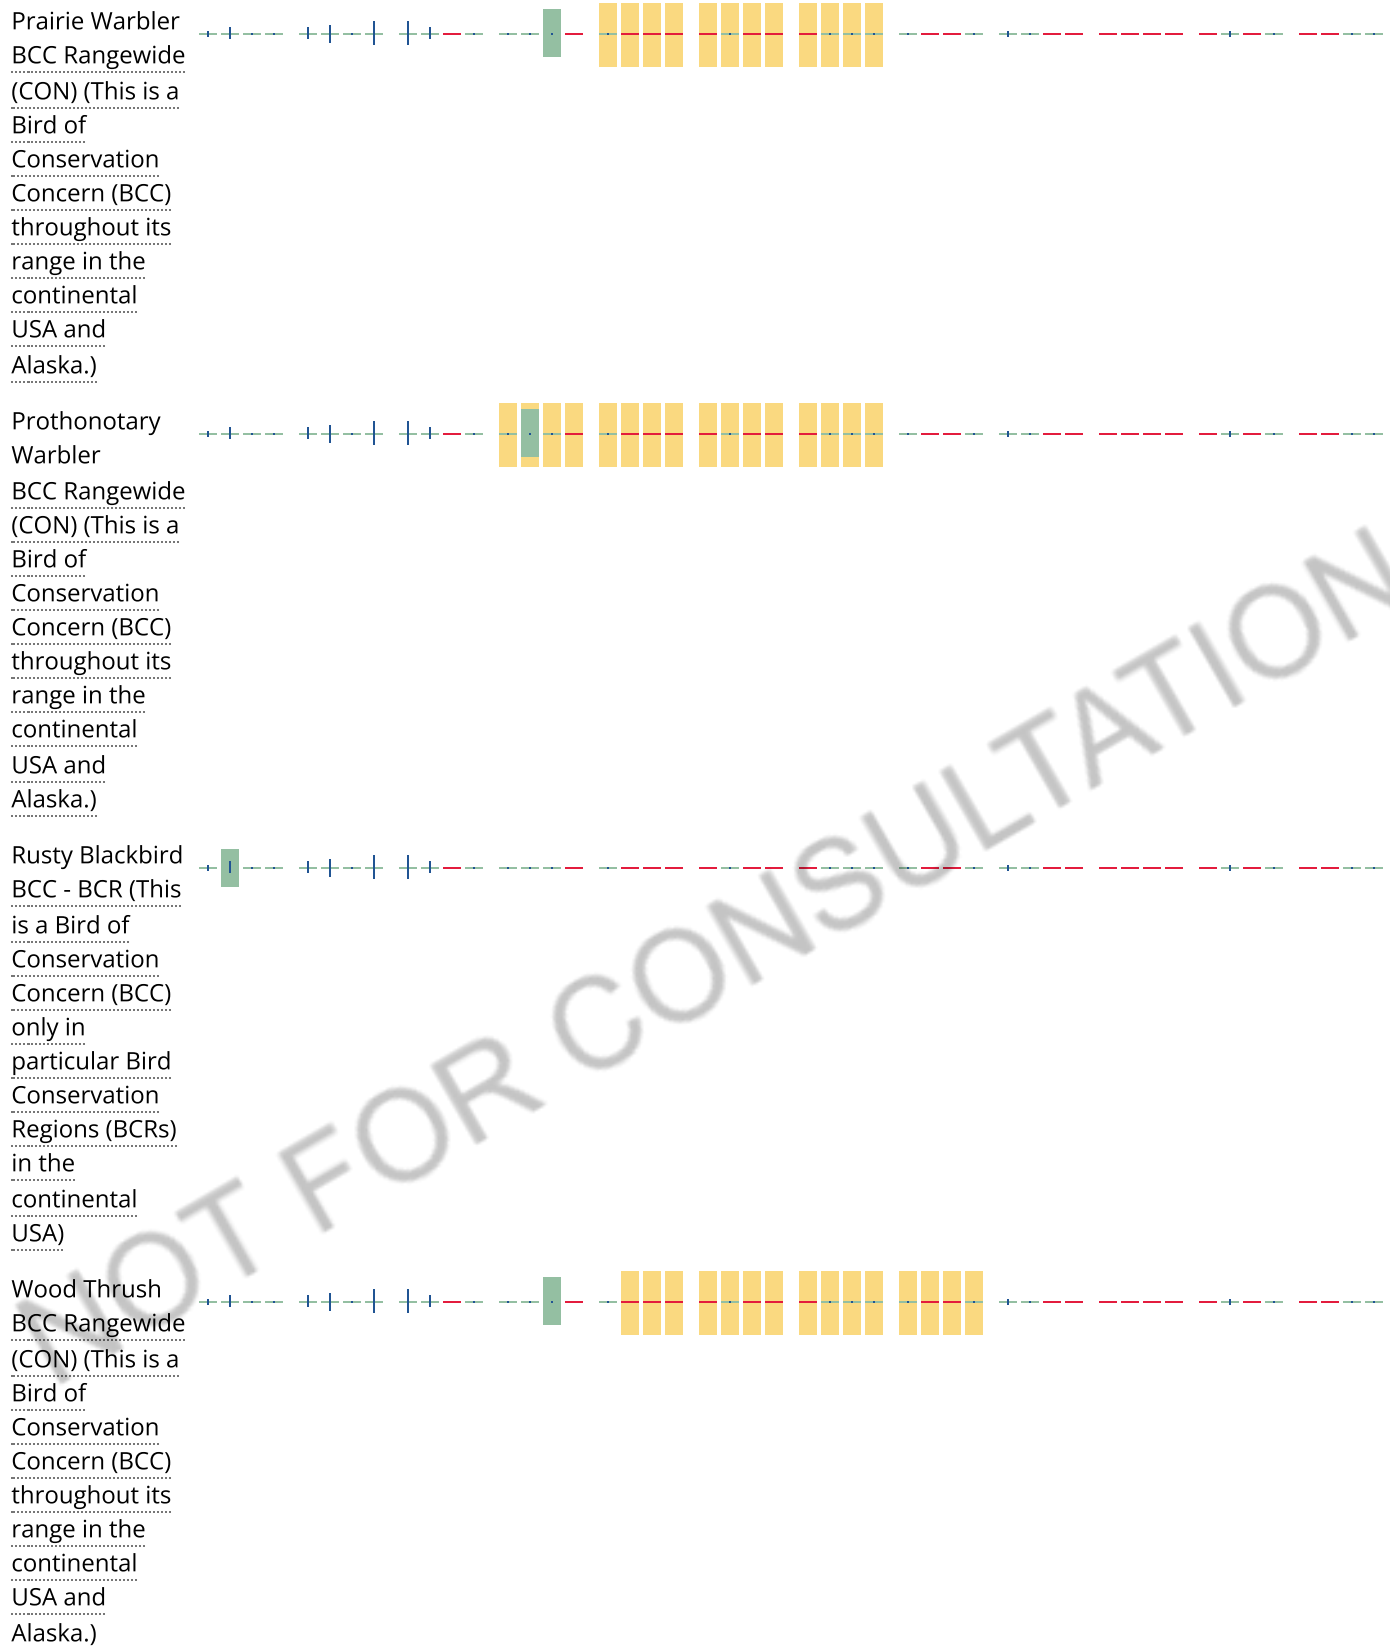 Prairie Warbler
BCC Rangewide
(CON) (This is a
Bird of
Conservation
Concern (BCC)
throughout its
range in the
continental
USA and
Alaska.)
Prothonotary
Warbler
BCC Rangewide
(CON) (This is a
Bird of
Conservation
Concern (BCC)
throughout its
range in the
continental
USA and
Alaska.)
Rusty Blackbird
BCC - BCR (This
is a Bird of
Conservation
Concern (BCC)
only in
particular Bird
Conservation
Regions (BCRs)
in the
continental
USA)
Wood Thrush
BCC Rangewide
(CON) (This is a
Bird of
Conservation
Concern (BCC)
throughout its
range in the
continental
USA and
Alaska.)
NOT FOR CONSULTATION